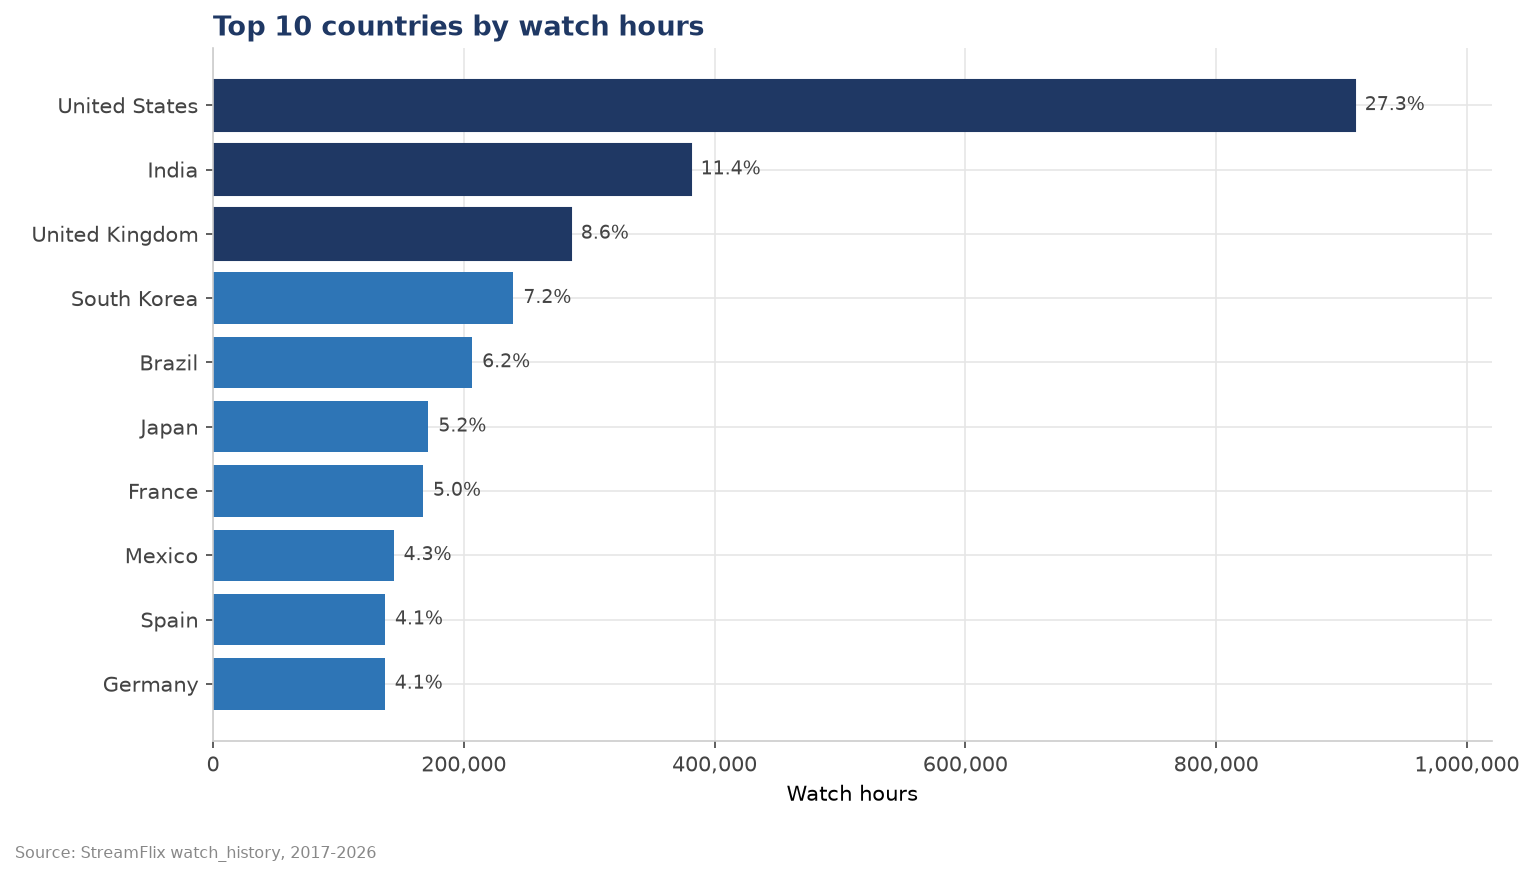 Top 10 countries by watch hours
United States 27.3%
India 11.4%
United Kingdom 8.6%
South Korea 7.2%
Brazil 6.2%
Japan 5.2%
France 5.0%
Mexico 4.3%
Spain 4.1%
Germany 4.1%
0 200,000 400,000 600,000 800,000 1,000,000
Watch hours
Source: StreamFlix watch_history, 2017-2026